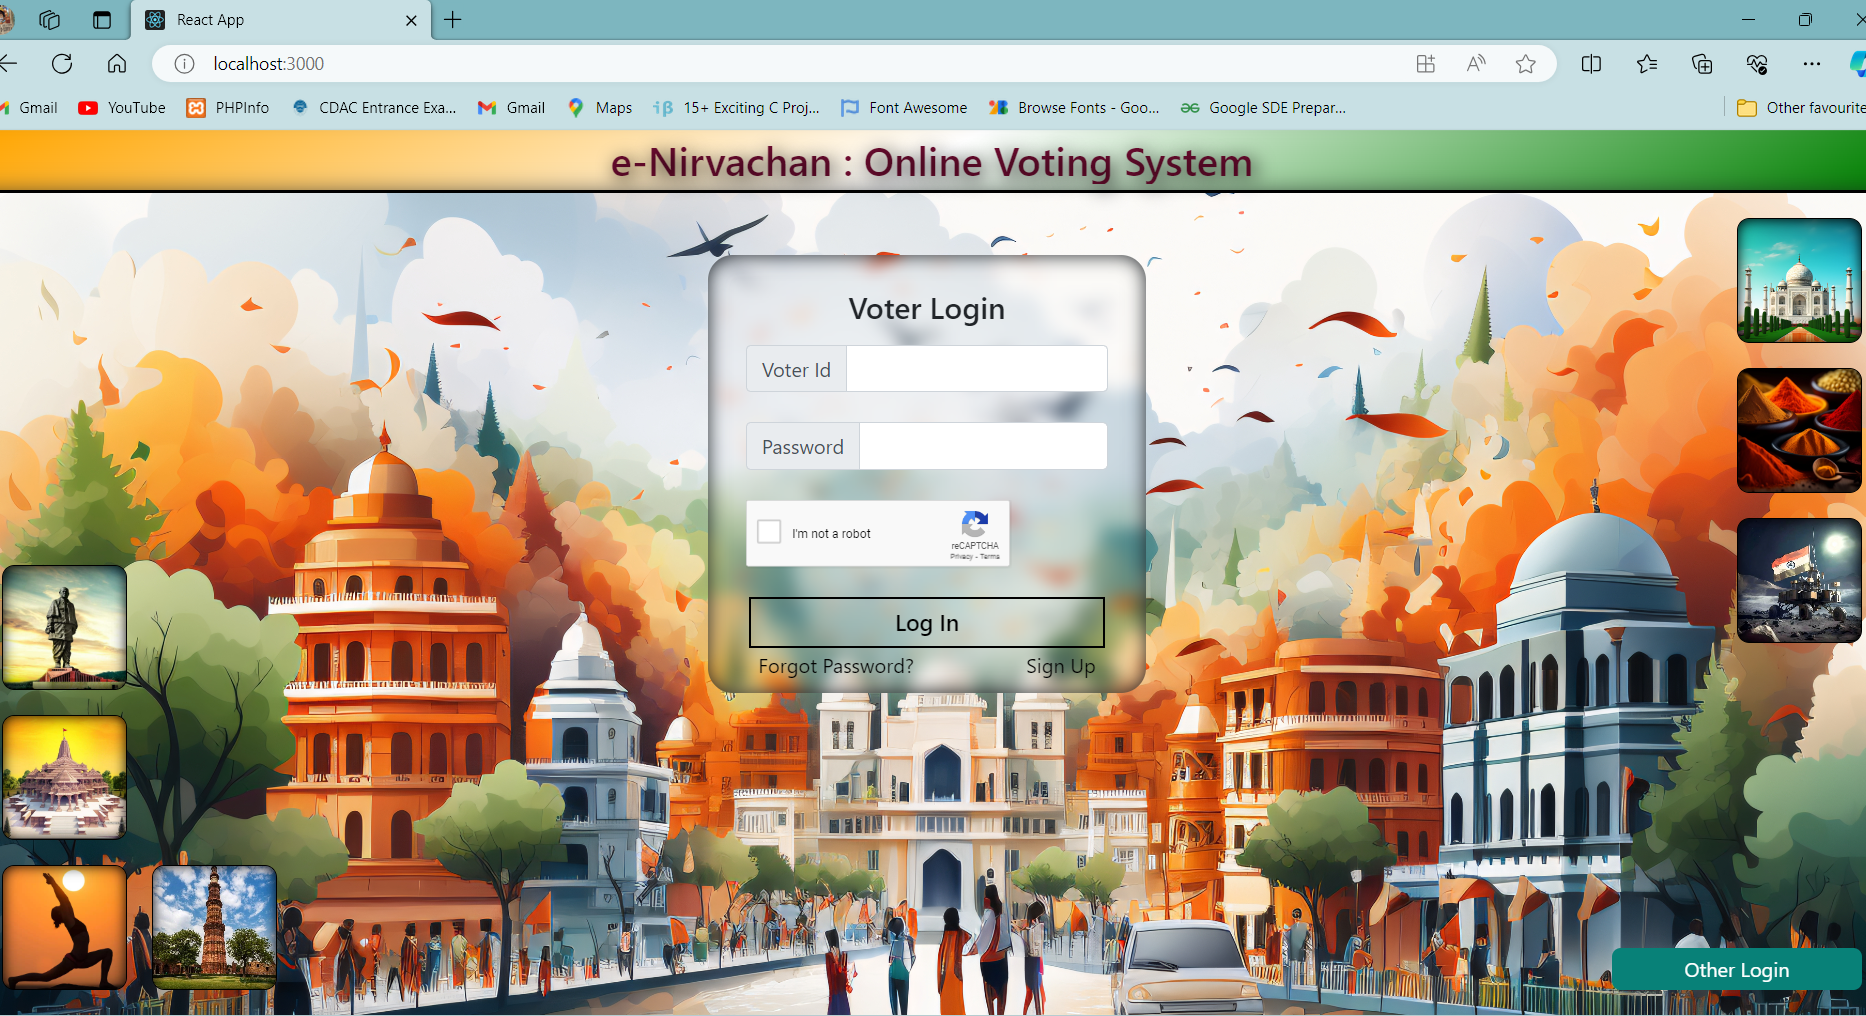 React App
localhost:3000
Gmail YouTube PHPInfo CDAC Entrance Exa... Gmail Maps 15+ Exciting C Proj... Font Awesome Browse Fonts - Goo... Google SDE Prepar... Other favourite
e-Nirvachan : Online Voting System
Voter Login
Voter Id
Password
I'm not a robot
reCAPTCHA
Privacy - Terms
Log In
Forgot Password? Sign Up
Other Login